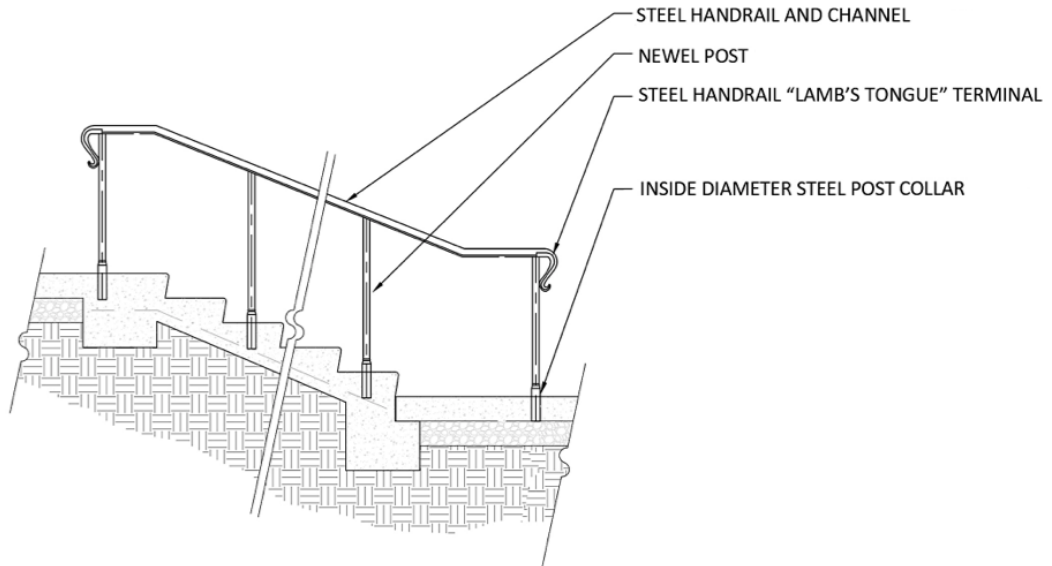 STEEL HANDRAIL AND CHANNEL
NEWEL POST
STEEL HANDRAIL “LAMB’S TONGUE” TERMINAL
INSIDE DIAMETER STEEL POST COLLAR